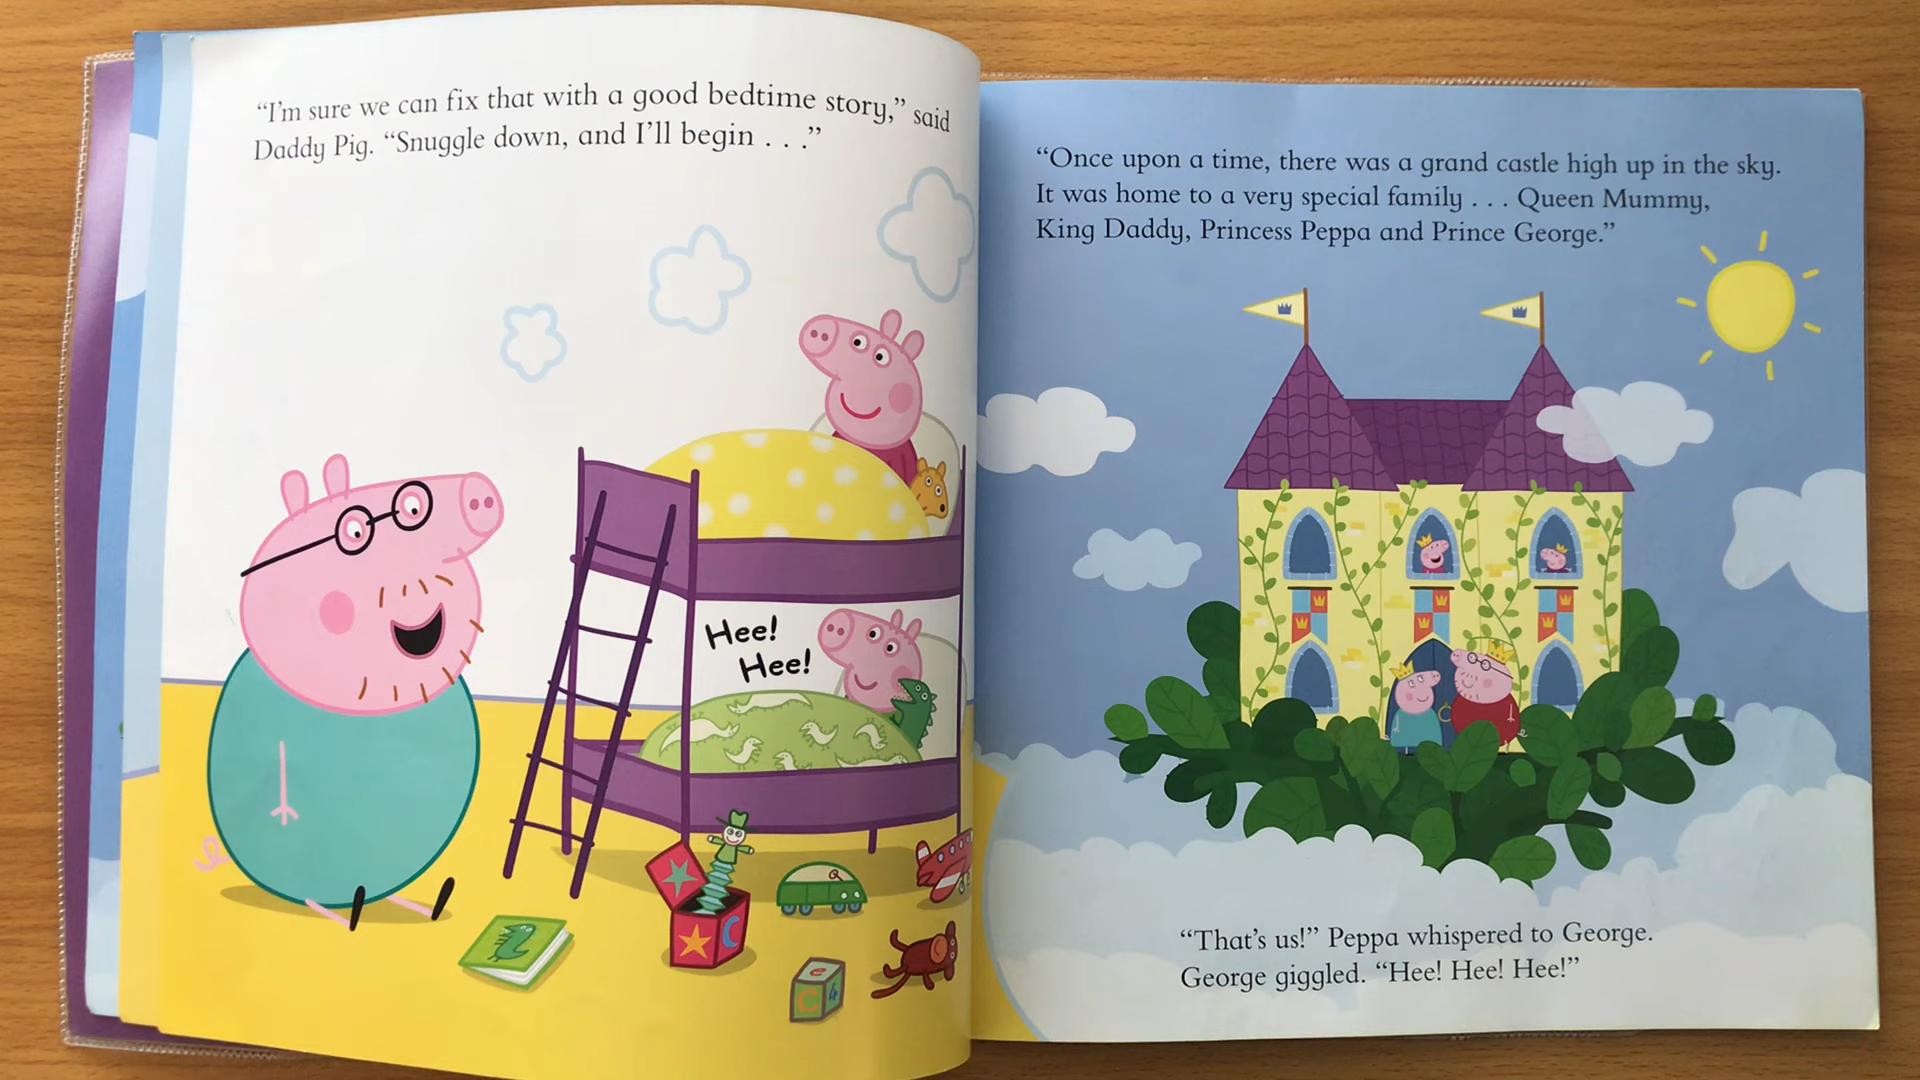 “I’m sure we can fix that with a good bedtime story,” said
Daddy Pig. “Snuggle down, and I’ll begin . . .”
Hee!
Hee!
“Once upon a time, there was a grand castle high up in the sky.
It was home to a very special family . . . Queen Mummy,
King Daddy, Princess Peppa and Prince George.”
“That’s us!” Peppa whispered to George.
George giggled. “Hee! Hee! Hee!”